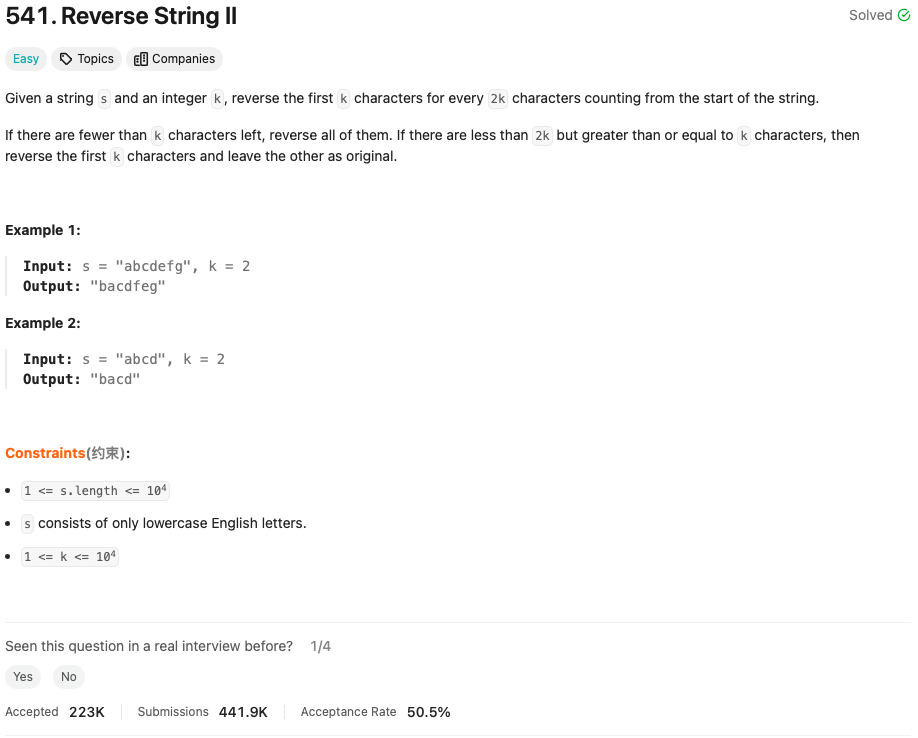 541. Reverse String II
Solved
Easy Topics Companies
Given a string s and an integer k, reverse the first k characters for every 2k characters counting from the start of the string.
If there are fewer than k characters left, reverse all of them. If there are less than 2k but greater than or equal to k characters, then
reverse the first k characters and leave the other as original.
Example 1:
Input: s = "abcdefg", k = 2
Output: "bacdfeg"
Example 2:
Input: s = "abcd", k = 2
Output: "bacd"
Constraints(约束):
1 <= s.length <= 10⁴
s consists of only lowercase English letters.
1 <= k <= 10⁴
Seen this question in a real interview before? 1/4
Yes No
Accepted 223K Submissions 441.9K Acceptance Rate 50.5%